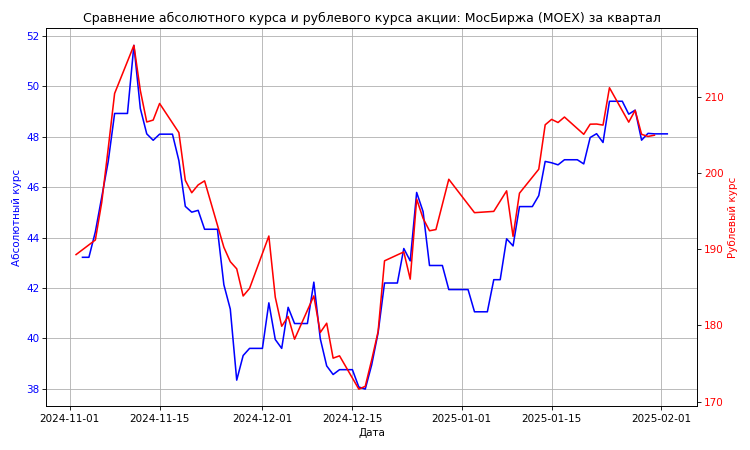 Сравнение абсолютного курса и рублевого курса акции: МосБиржа (MOEX) за квартал
52
50
48
46
44
42
40
38
Абсолютный курс
210
200
190
180
170
Рублевый курс
2024-11-01 2024-11-15 2024-12-01 2024-12-15 2025-01-01 2025-01-15 2025-02-01
Дата